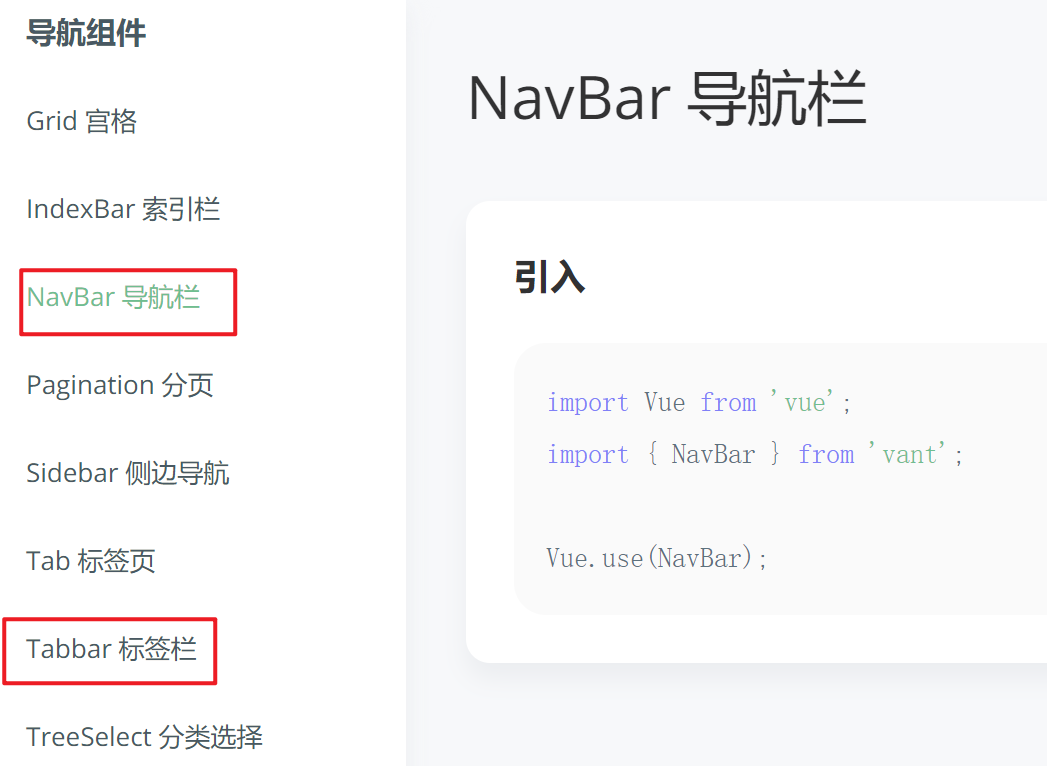 导航组件
Grid 宫格
IndexBar 索引栏
NavBar 导航栏
Pagination 分页
Sidebar 侧边导航
Tab 标签页
Tabbar 标签栏
TreeSelect 分类选择
NavBar 导航栏
引入
import Vue from 'vue';
import { NavBar } from 'vant';
Vue.use(NavBar);